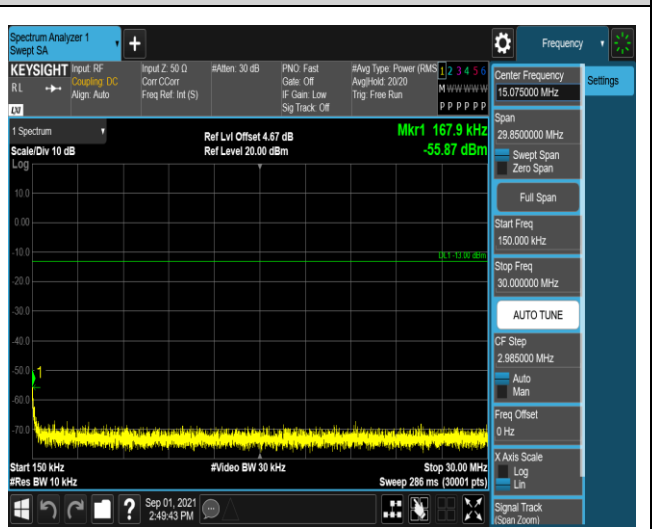 Spectrum Analyzer 1
Swept SA
+
Frequency
KEYSIGHT
RL
LXI
Input: RF
Coupling: DC
Align: Auto
Input Z: 50 Ω
Corr CCorr
Freq Ref: Int (S)
#Atten: 30 dB
PNO: Fast
Gate: Off
IF Gain: Low
Sig Track: Off
#Avg Type: Power (RMS
Avg|Hold: 20/20
Trig: Free Run
1 2 3 4 5 6
M W W W W W
P P P P P P
1 Spectrum
Scale/Div 10 dB
Ref Lvl Offset 4.67 dB
Ref Level 20.00 dBm
Mkr1 167.9 kHz
-55.87 dBm
Log
10.0
0.00
-10.0
-20.0
-30.0
-40.0
-50.0
-60.0
-70.0
DL1 -13.00 dBm
1
Start 150 kHz
#Res BW 10 kHz
#Video BW 30 kHz
Stop 30.00 MHz
Sweep 286 ms (30001 pts)
Center Frequency
15.075000 MHz
Span
29.8500000 MHz
Swept Span
Zero Span
Full Span
Start Freq
150.000 kHz
Stop Freq
30.000000 MHz
AUTO TUNE
CF Step
2.985000 MHz
Auto
Man
Freq Offset
0 Hz
X Axis Scale
Log
Lin
Signal Track
(Span Zoom)
Settings
?
Sep 01, 2021
2:49:43 PM